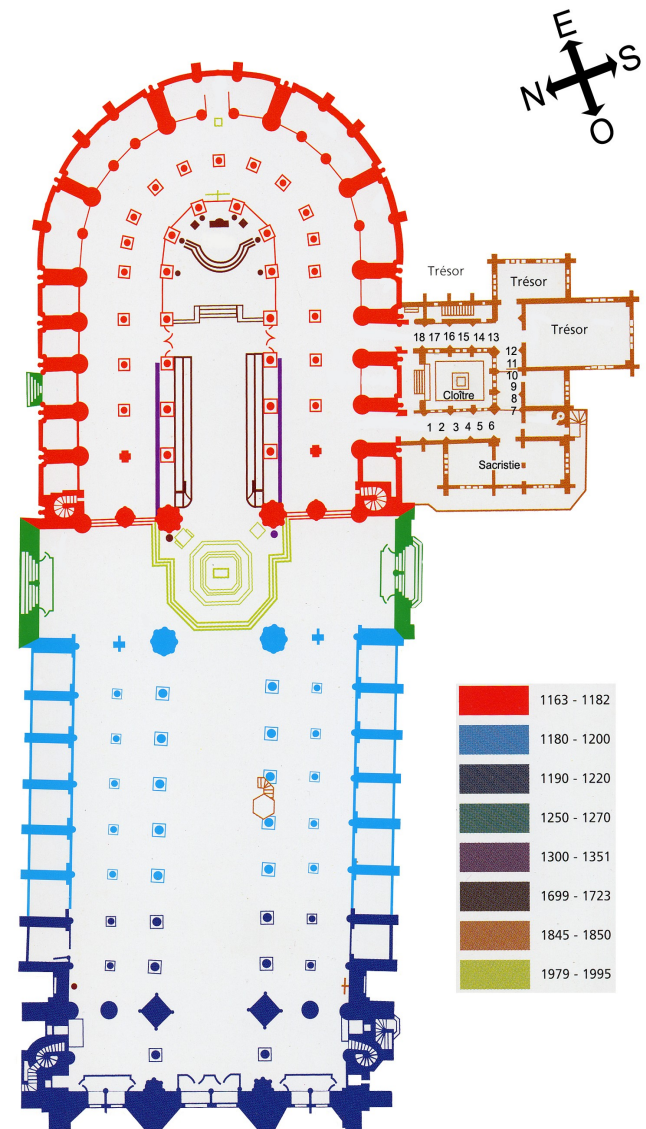 E
S
N
O
Trésor
Trésor
Trésor
18 17 16 15 14 13
12
11
10
9
8
7
Cloître
1 2 3 4 5 6
Sacristie
1163 - 1182
1180 - 1200
1190 - 1220
1250 - 1270
1300 - 1351
1699 - 1723
1845 - 1850
1979 - 1995